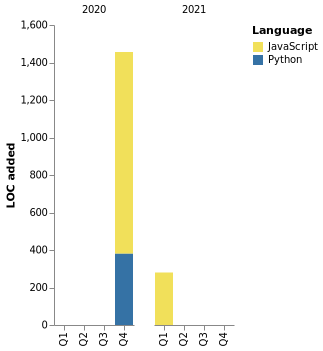 2020 2021
Language
JavaScript
Python
LOC added
1,600
1,400
1,200
1,000
800
600
400
200
0
Q1 Q2 Q3 Q4 Q1 Q2 Q3 Q4